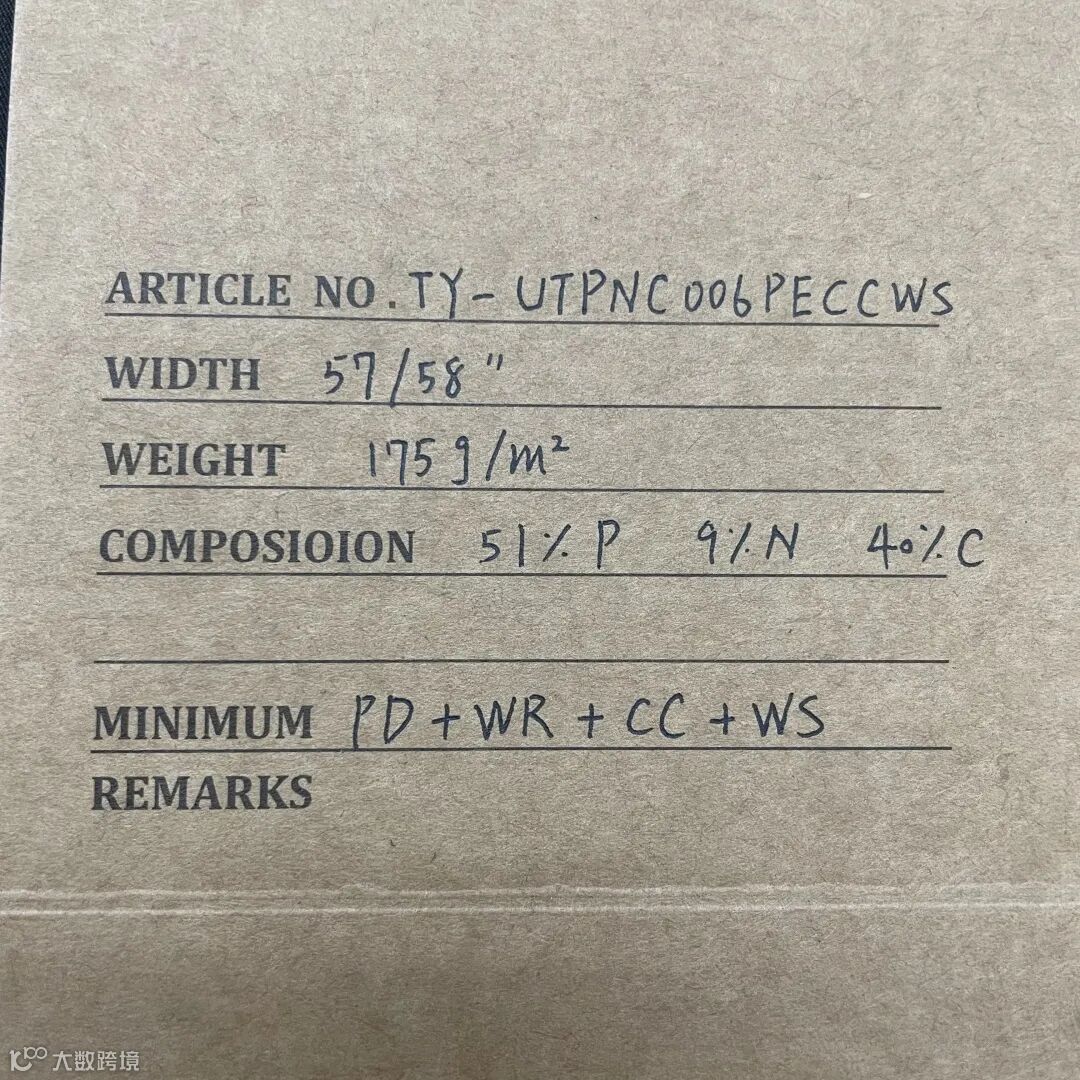 ARTICLE NO. TY-UTPNC006PECCWS
WIDTH 57/58"
WEIGHT 175g/m²
COMPOSIOION 51% P 9% N 40% C
MINIMUM PD+WR+CC+WS
REMARKS
大数跨境